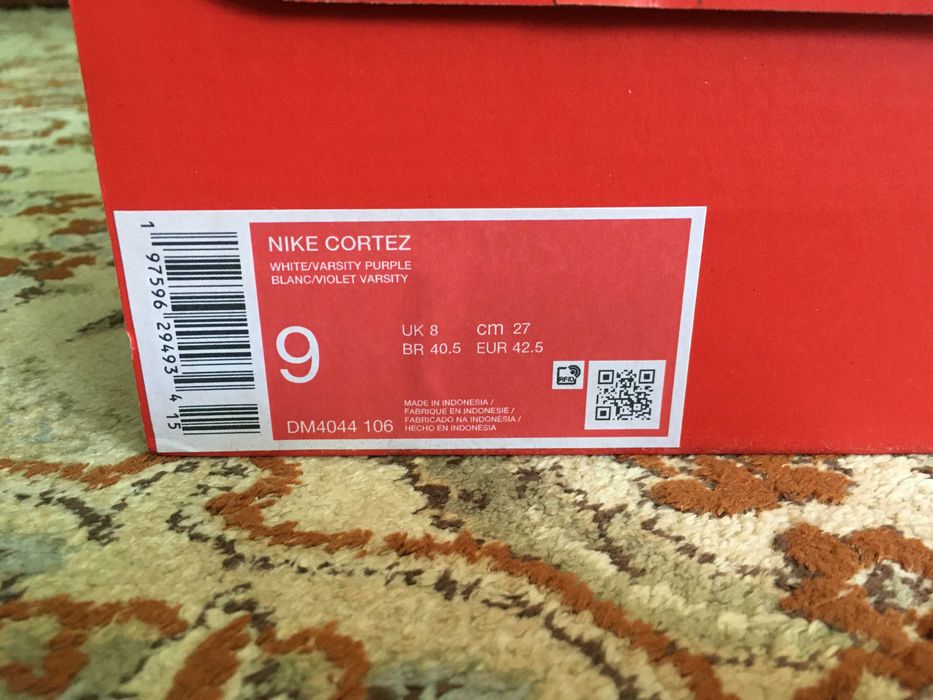 NIKE CORTEZ
WHITE/VARSITY PURPLE
BLANC/VIOLET VARSITY
9
UK 8 cm 27
BR 40.5 EUR 42.5
RFID
MADE IN INDONESIA /
FABRIQUE EN INDONESIE /
FABRICADO NA INDONÉSIA /
HECHO EN INDONESIA
DM4044 106
1 97596 29493 4 15